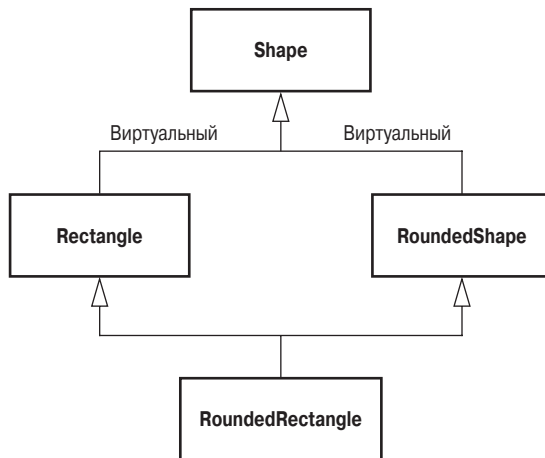 Shape
Виртуальный Виртуальный
Rectangle RoundedShape
RoundedRectangle